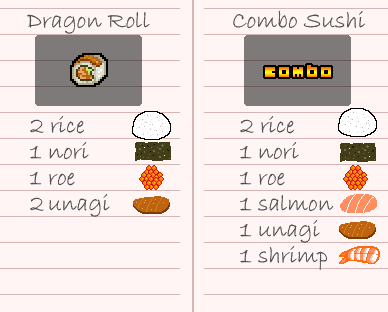 Dragon Roll
2 rice
1 nori
1 roe
2 unagi
Combo Sushi
combo
2 rice
1 nori
1 roe
1 salmon
1 unagi
1 shrimp